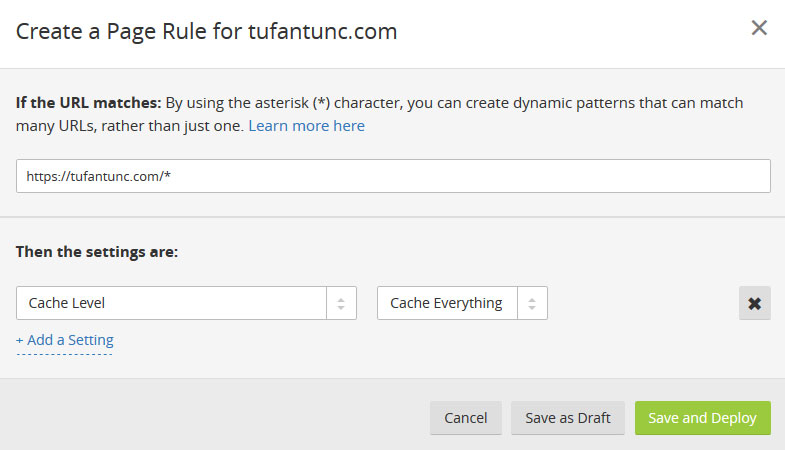 Create a Page Rule for tufantunc.com
If the URL matches: By using the asterisk (*) character, you can create dynamic patterns that can match
many URLs, rather than just one. Learn more here
https://tufantunc.com/*
Then the settings are:
Cache Level
Cache Everything
+ Add a Setting
Cancel
Save as Draft
Save and Deploy